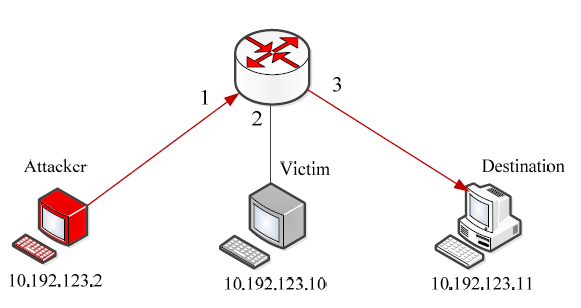 3
1
2
Attacker
Victim
Destination
10.192.123.2
10.192.123.10
10.192.123.11